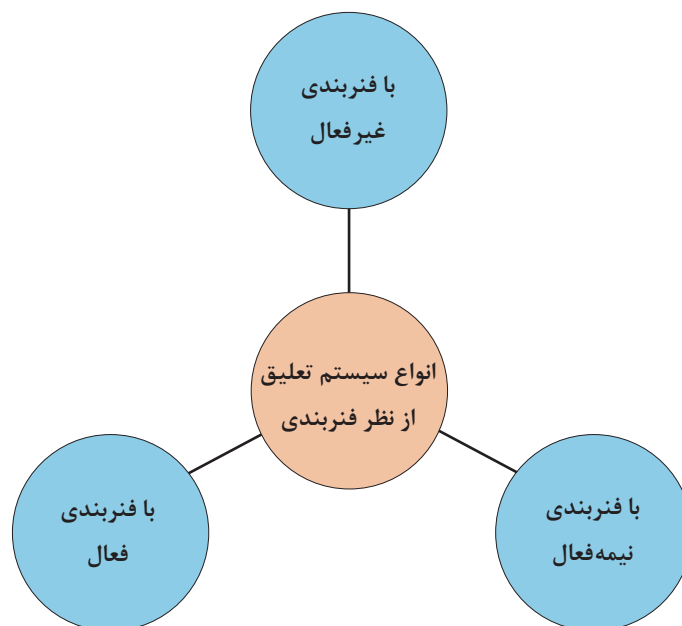 با فنربندی
غیرفعال
انواع سیستم تعلیق
از نظر فنربندی
با فنربندی
نیمه‌فعال
با فنربندی
فعال